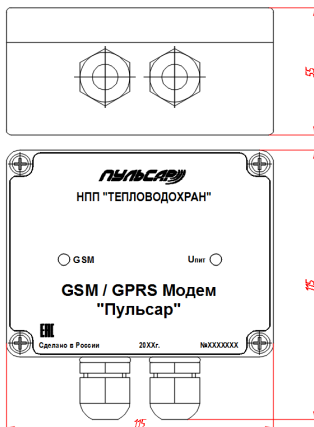 55
ПУЛЬСАР
НПП "ТЕПЛОВОДОХРАН"
GSM Uпит
GSM / GPRS Модем
"Пульсар"
115
EAC
Сделано в России 20XXг. №XXXXXXX
115